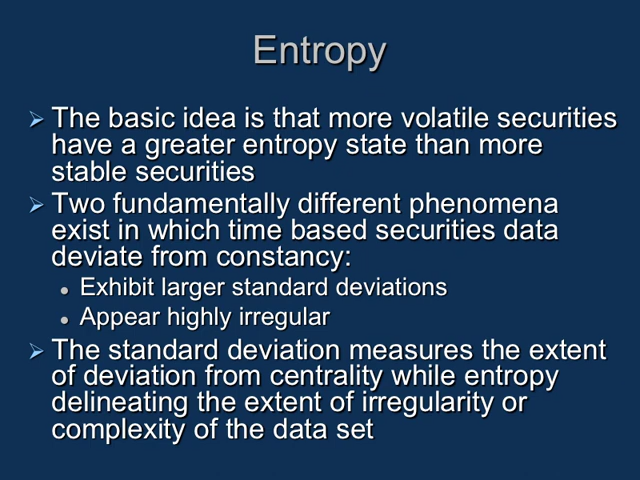 Entropy
The basic idea is that more volatile securities
have a greater entropy state than more
stable securities
Two fundamentally different phenomena
exist in which time based securities data
deviate from constancy:
Exhibit larger standard deviations
Appear highly irregular
The standard deviation measures the extent
of deviation from centrality while entropy
delineating the extent of irregularity or
complexity of the data set